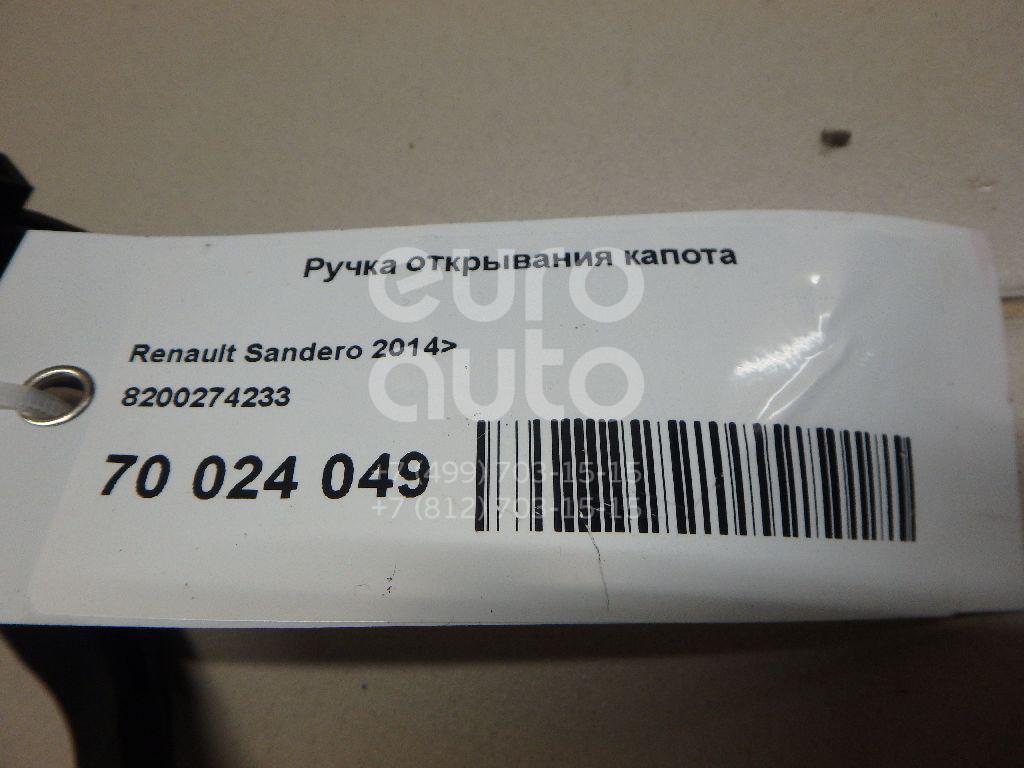 Ручка открывания капота
euro
auto
Renault Sandero 2014>
8200274233
70 024 049
+7 (499) 703-15-15
+7 (812) 703-15-15